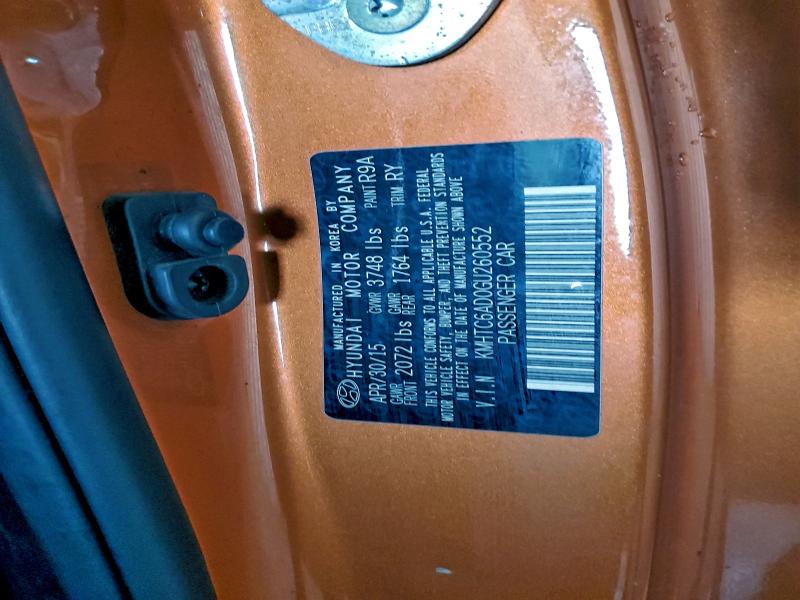 MANUFACTURED IN KOREA BY
HYUNDAI MOTOR COMPANY
APR/30/15 GVWR 3748 lbs PAINT R9A
GAWR FRONT 2072 lbs GAWR REAR 1764 lbs TRIM RY
THIS VEHICLE CONFORMS TO ALL APPLICABLE U.S.A. FEDERAL
MOTOR VEHICLE SAFETY, BUMPER, AND THEFT PREVENTION STANDARDS
IN EFFECT ON THE DATE OF MANUFACTURE SHOWN ABOVE
V.I.N KMHTC6AD0GU260552
PASSENGER CAR